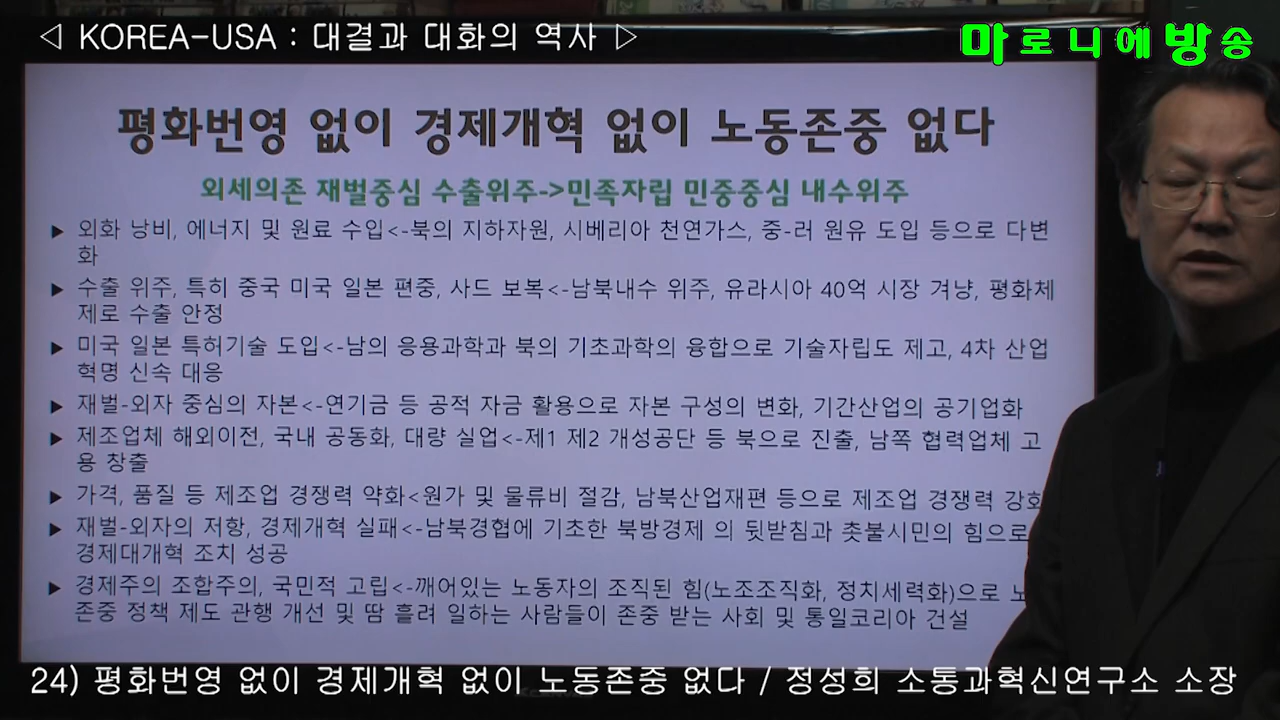 ◁ KOREA-USA : 대결과 대화의 역사 ▷
마로니에방송
평화번영 없이 경제개혁 없이 노동존중 없다
외세의존 재벌중심 수출위주->민족자립 민중중심 내수위주
▶ 외화 낭비, 에너지 및 원료 수입<-북의 지하자원, 시베리아 천연가스, 중-러 원유 도입 등으로 다변
화
▶ 수출 위주, 특히 중국 미국 일본 편중, 사드 보복<-남북내수 위주, 유라시아 40억 시장 겨냥, 평화체
제로 수출 안정
▶ 미국 일본 특허기술 도입<-남의 응용과학과 북의 기초과학의 융합으로 기술자립도 제고, 4차 산업
혁명 신속 대응
▶ 재벌-외자 중심의 자본<-연기금 등 공적 자금 활용으로 자본 구성의 변화, 기간산업의 공기업화
▶ 제조업체 해외이전, 국내 공동화, 대량 실업<-제1 제2 개성공단 등 북으로 진출, 남쪽 협력업체 고
용 창출
▶ 가격, 품질 등 제조업 경쟁력 약화<원가 및 물류비 절감, 남북산업재편 등으로 제조업 경쟁력 강화
▶ 재벌-외자의 저항, 경제개혁 실패<-남북경협에 기초한 북방경제 의 뒷받침과 촛불시민의 힘으로
경제대개혁 조치 성공
▶ 경제주의 조합주의, 국민적 고립<-깨어있는 노동자의 조직된 힘(노조조직화, 정치세력화)으로 노
존중 정책 제도 관행 개선 및 땀 흘려 일하는 사람들이 존중 받는 사회 및 통일코리아 건설
24) 평화번영 없이 경제개혁 없이 노동존중 없다 / 정성희 소통과혁신연구소 소장